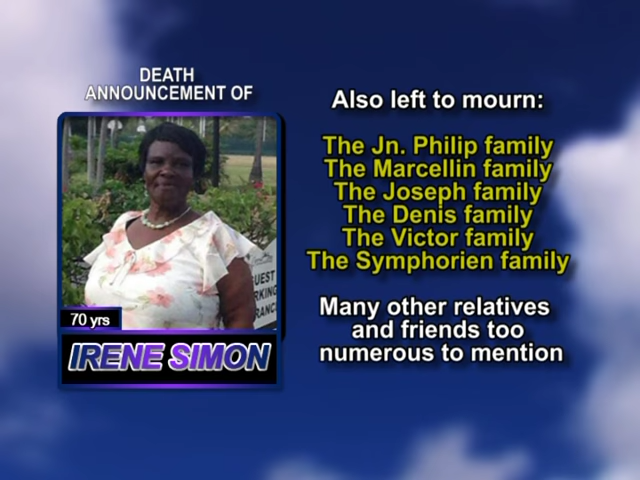 DEATH
ANNOUNCEMENT OF
70 yrs
IRENE SIMON
Also left to mourn:
The Jn. Philip family
The Marcellin family
The Joseph family
The Denis family
The Victor family
The Symphorien family
Many other relatives
and friends too
numerous to mention